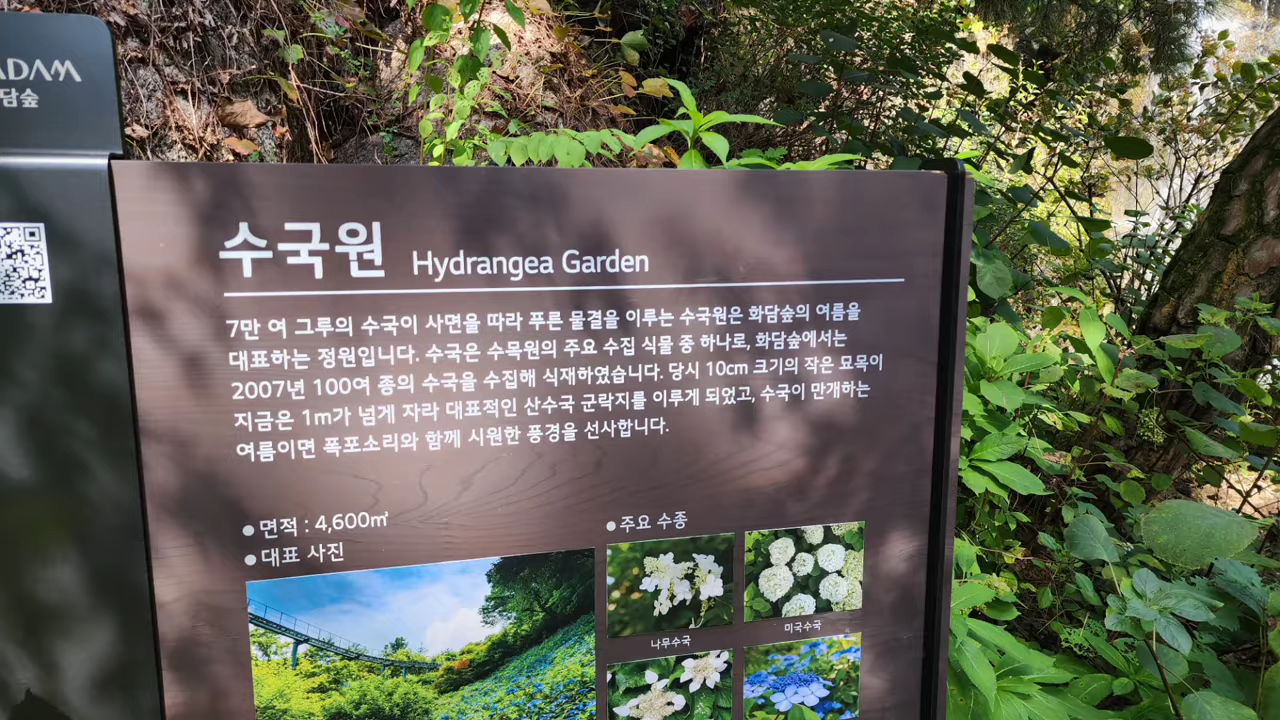 ADAM
담숲
수국원 Hydrangea Garden
7만 여 그루의 수국이 사면을 따라 푸른 물결을 이루는 수국원은 화담숲의 여름을
대표하는 정원입니다. 수국은 수목원의 주요 수집 식물 중 하나로, 화담숲에서는
2007년 100여 종의 수국을 수집해 식재하였습니다. 당시 10cm 크기의 작은 묘목이
지금은 1m가 넘게 자라 대표적인 산수국 군락지를 이루게 되었고, 수국이 만개하는
여름이면 폭포소리와 함께 시원한 풍경을 선사합니다.
● 면적 : 4,600㎡
● 대표 사진
● 주요 수종
나무수국
미국수국